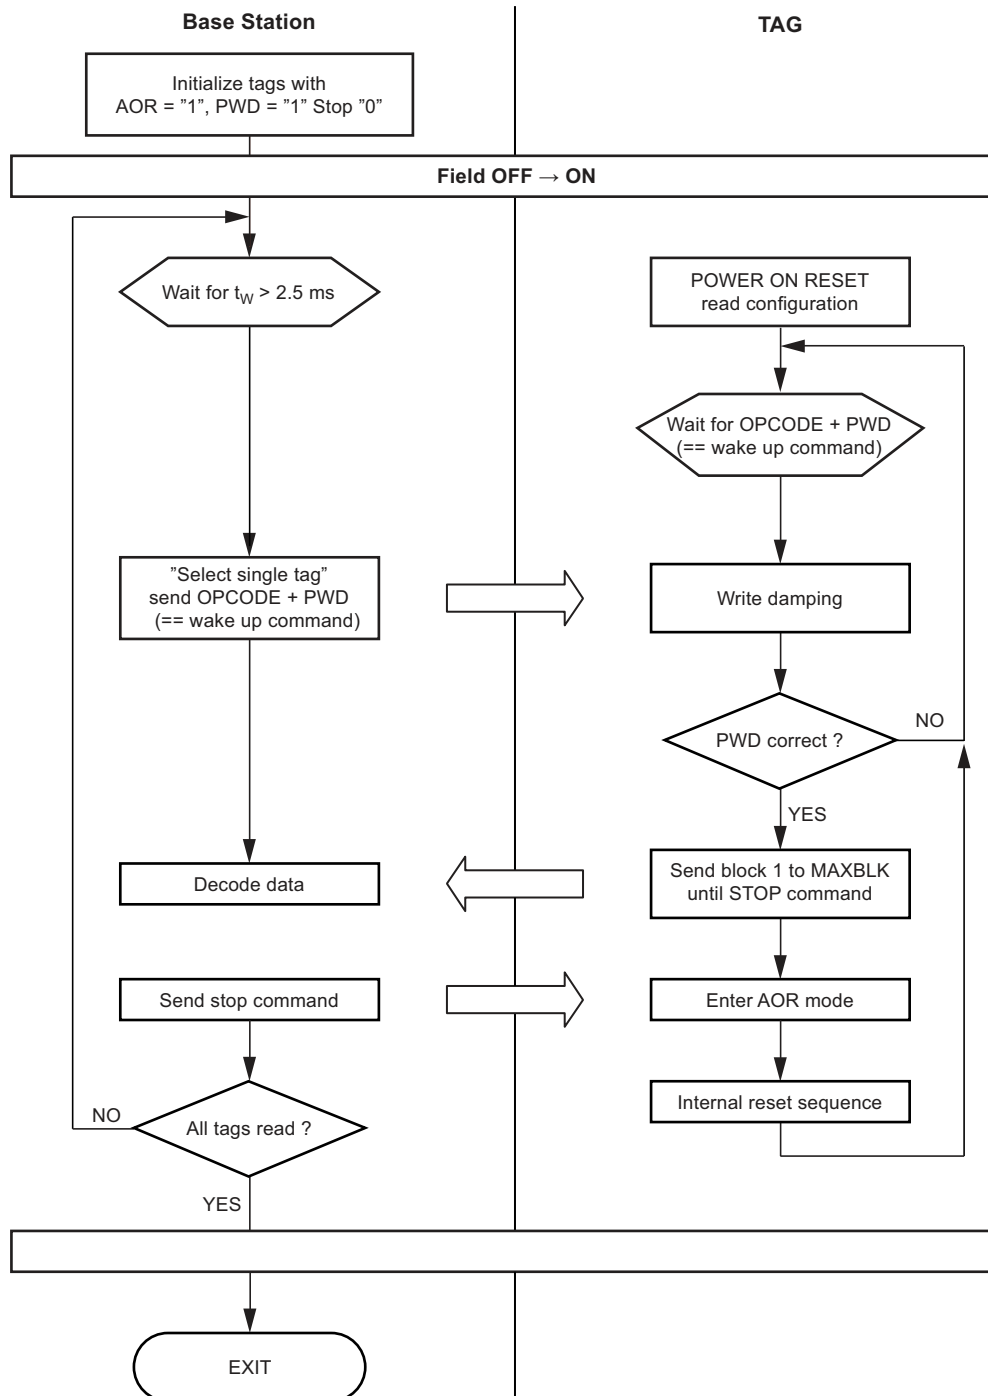 Base Station
TAG
Initialize tags with
AOR = ”1”, PWD = ”1” Stop ”0”
Field OFF → ON
Wait for tW > 2.5 ms
POWER ON RESET
read configuration
Wait for OPCODE + PWD
(== wake up command)
”Select single tag”
send OPCODE + PWD
(== wake up command)
Write damping
PWD correct ?
NO
YES
Decode data
Send block 1 to MAXBLK
until STOP command
Send stop command
Enter AOR mode
All tags read ?
NO
YES
Internal reset sequence
EXIT